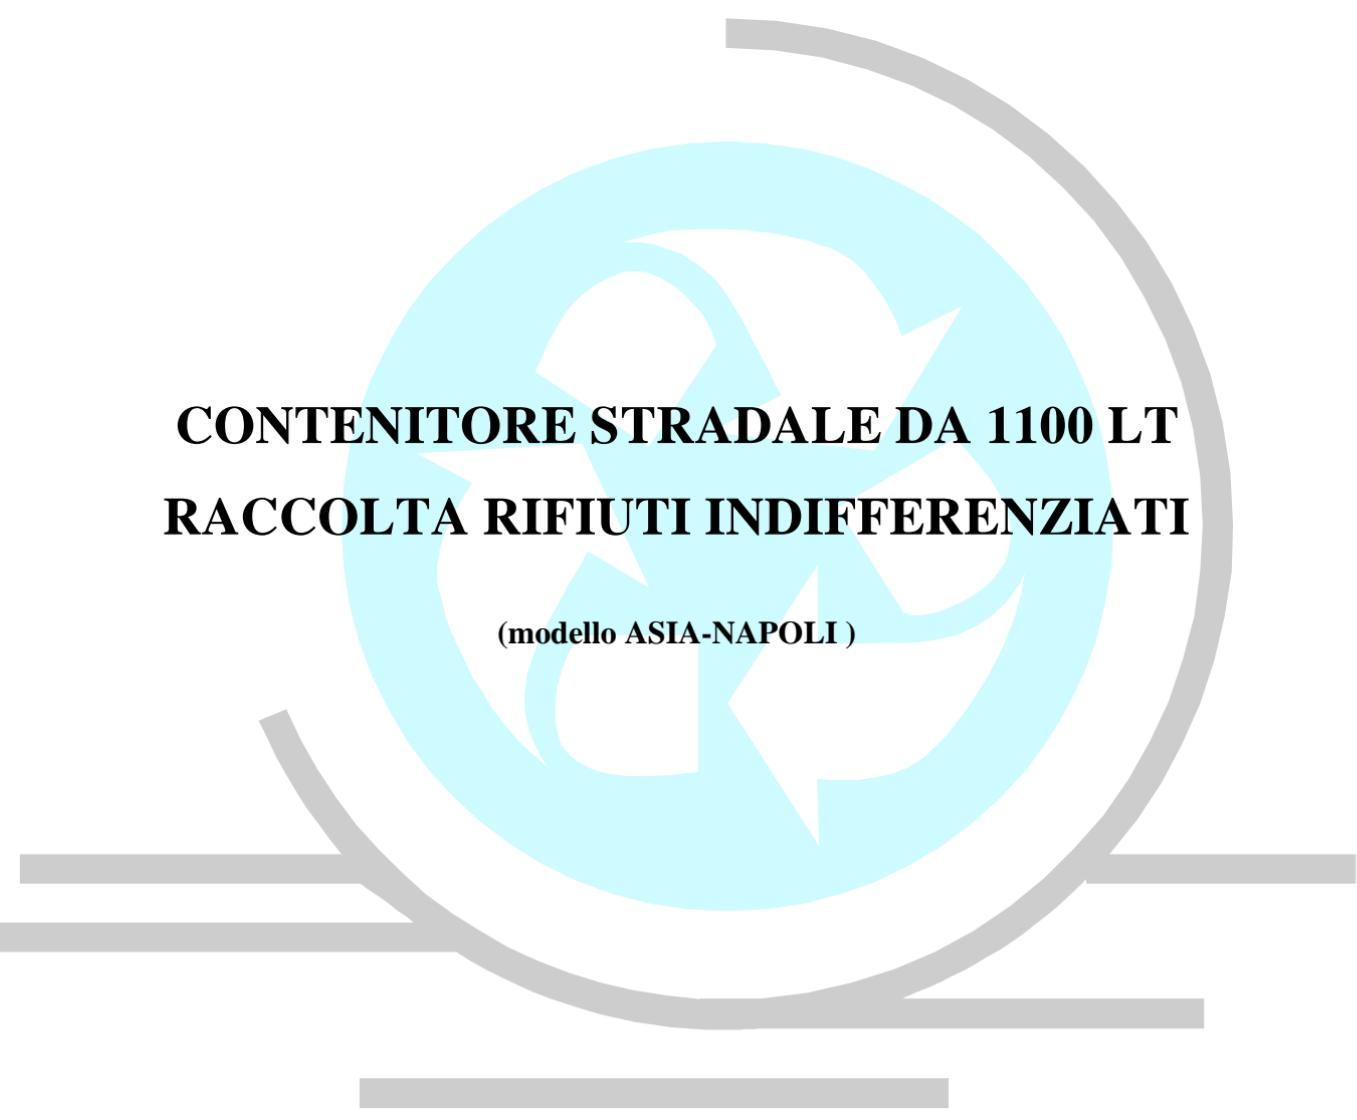 CONTENITORE STRADALE DA 1100 LT
RACCOLTA RIFIUTI INDIFFERENZIATI
(modello ASIA-NAPOLI )